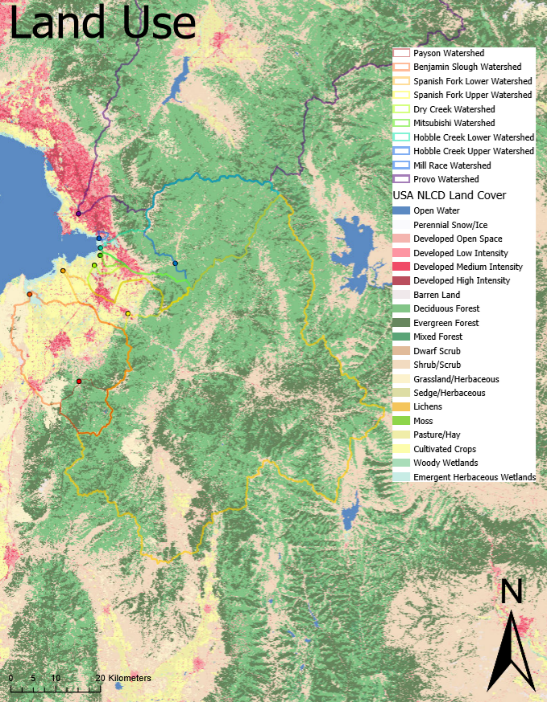 Land Use
Payson Watershed
Benjamin Slough Watershed
Spanish Fork Lower Watershed
Spanish Fork Upper Watershed
Dry Creek Watershed
Mitsubishi Watershed
Hobble Creek Lower Watershed
Hobble Creek Upper Watershed
Mill Race Watershed
Provo Watershed
USA NLCD Land Cover
Open Water
Perennial Snow/Ice
Developed Open Space
Developed Low Intensity
Developed Medium Intensity
Developed High Intensity
Barren Land
Deciduous Forest
Evergreen Forest
Mixed Forest
Dwarf Scrub
Shrub/Scrub
Grassland/Herbaceous
Sedge/Herbaceous
Lichens
Moss
Pasture/Hay
Cultivated Crops
Woody Wetlands
Emergent Herbaceous Wetlands
N
0 5 10 20 Kilometers